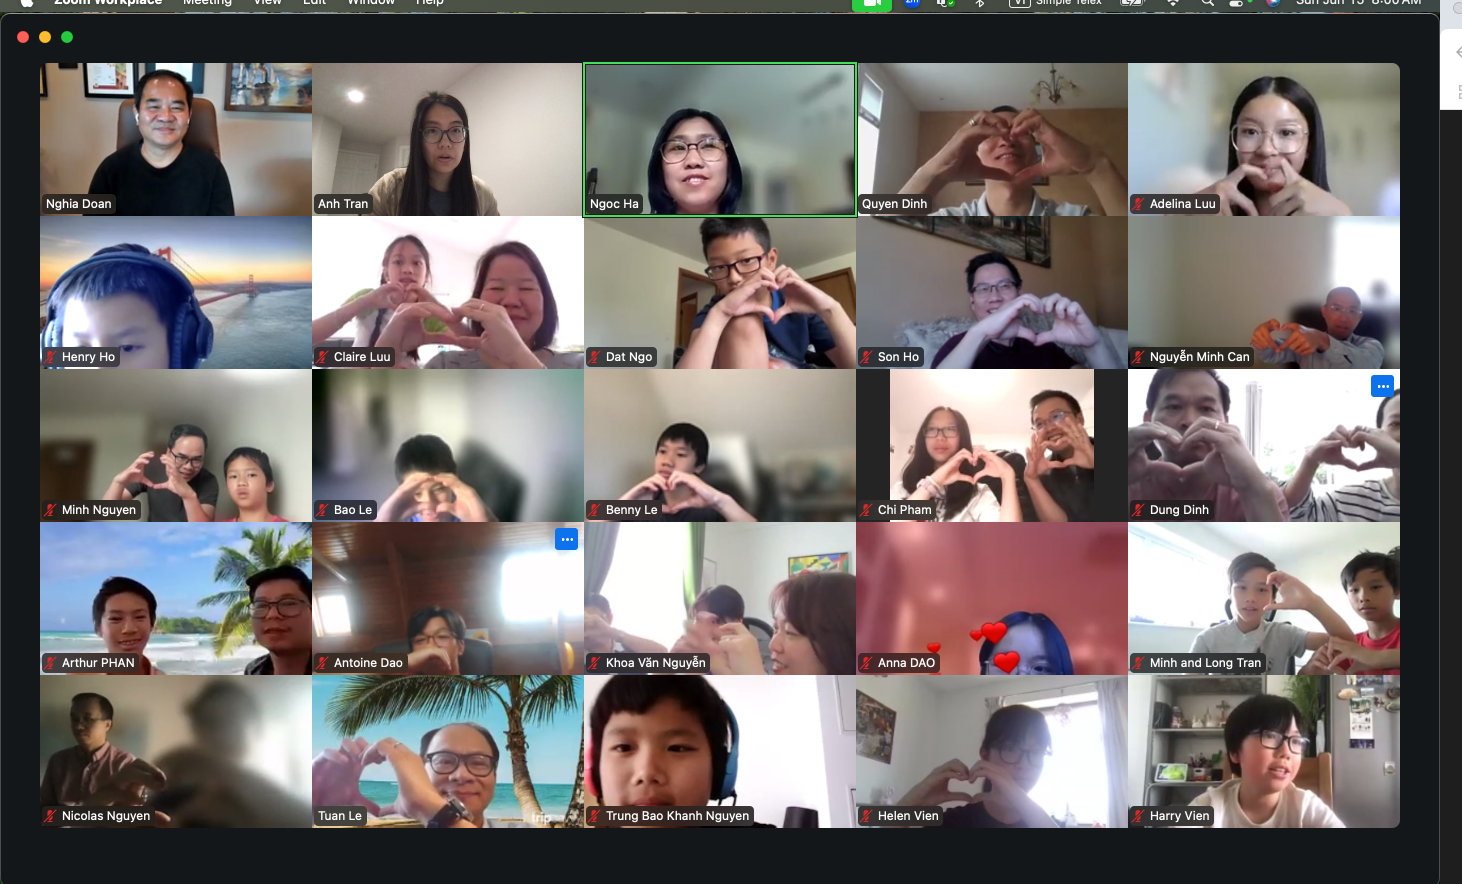 Zoom Workplace Meeting View Edit Window Help
Simple Telex Sun Jun 15 8:00 AM
Nghia Doan
Anh Tran
Ngoc Ha
Quyen Dinh
Adelina Luu
Henry Ho
Claire Luu
Dat Ngo
Son Ho
Nguyễn Minh Can
Minh Nguyen
Bao Le
Benny Le
Chi Pham
Dung Dinh
Arthur PHAN
Antoine Dao
Khoa Văn Nguyễn
Anna DAO
Minh and Long Tran
Nicolas Nguyen
Tuan Le
trip
Trung Bao Khanh Nguyen
Helen Vien
Harry Vien